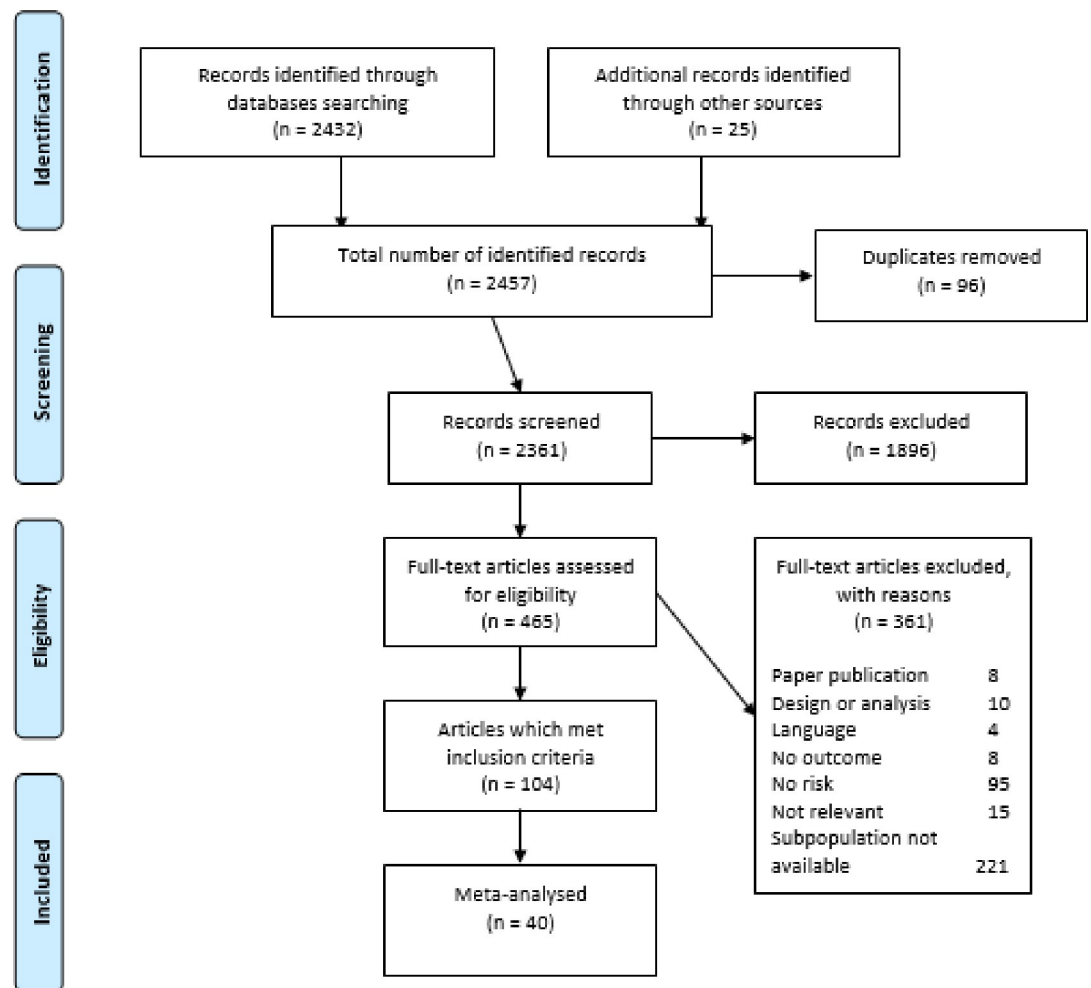 Identification
Records identified through
databases searching
(n = 2432)
Additional records identified
through other sources
(n = 25)
Total number of identified records
(n = 2457)
Duplicates removed
(n = 96)
Screening
Records screened
(n = 2361)
Records excluded
(n = 1896)
Eligibility
Full-text articles assessed
for eligibility
(n = 465)
Full-text articles excluded,
with reasons
(n = 361)
Paper publication 8
Design or analysis 10
Language 4
No outcome 8
No risk 95
Not relevant 15
Subpopulation not
available 221
Articles which met
inclusion criteria
(n = 104)
Included
Meta-analysed
(n = 40)